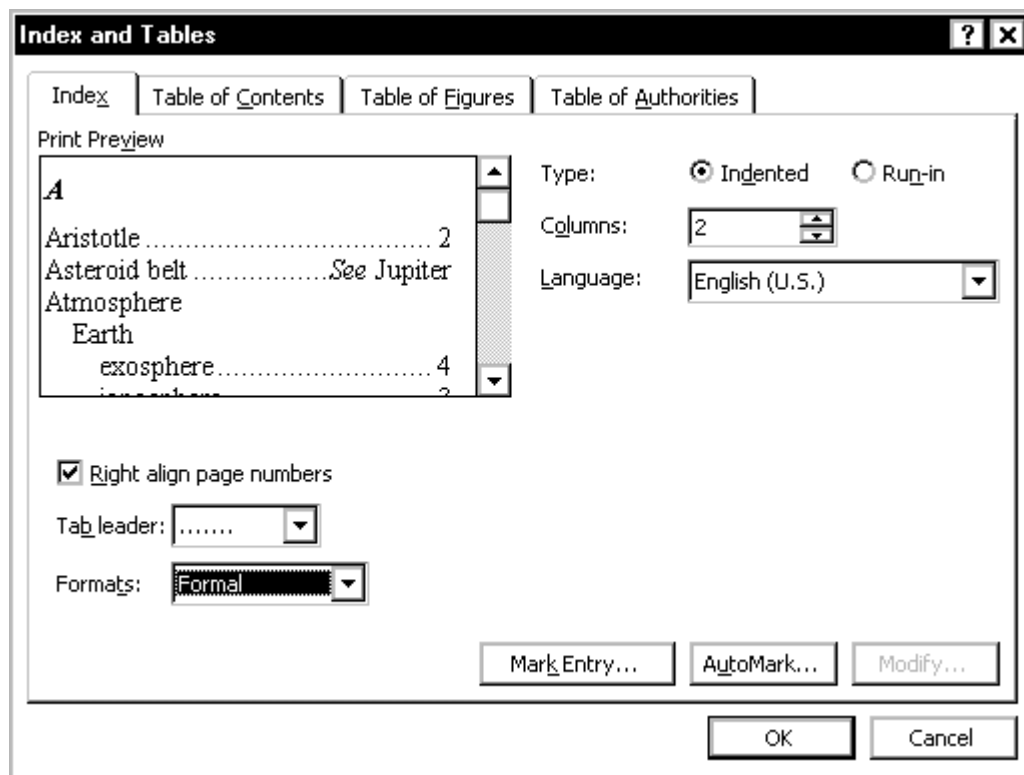 Index and Tables
Index Table of Contents Table of Figures Table of Authorities
Print Preview
A
Aristotle ................................... 2
Asteroid belt .................See Jupiter
Atmosphere
Earth
exosphere........................... 4
Type: Indented Run-in
Columns: 2
Language: English (U.S.)
Right align page numbers
Tab leader: .......
Formats: Formal
Mark Entry... AutoMark... Modify...
OK Cancel